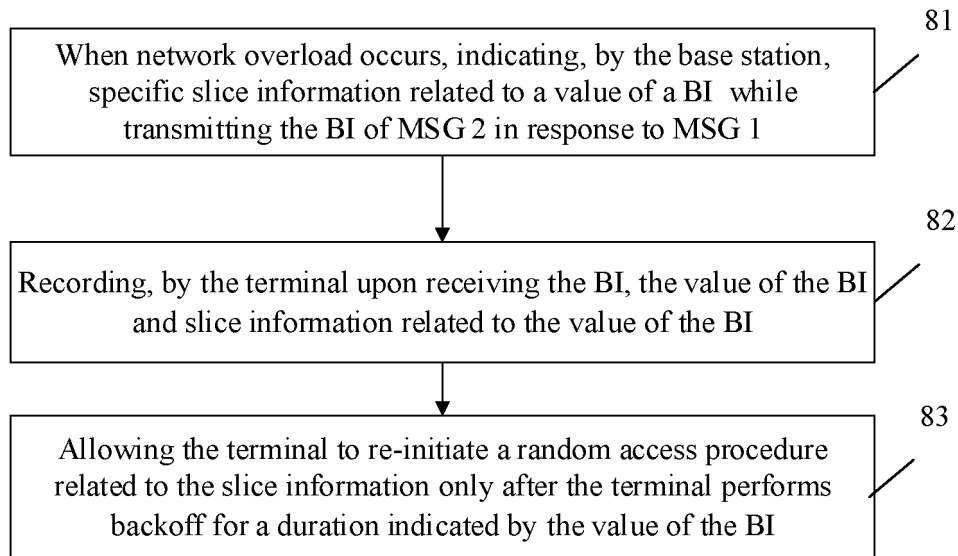 81
When network overload occurs, indicating, by the base station,
specific slice information related to a value of a BI while
transmitting the BI of MSG 2 in response to MSG 1
82
Recording, by the terminal upon receiving the BI, the value of the BI
and slice information related to the value of the BI
83
Allowing the terminal to re-initiate a random access procedure
related to the slice information only after the terminal performs
backoff for a duration indicated by the value of the BI